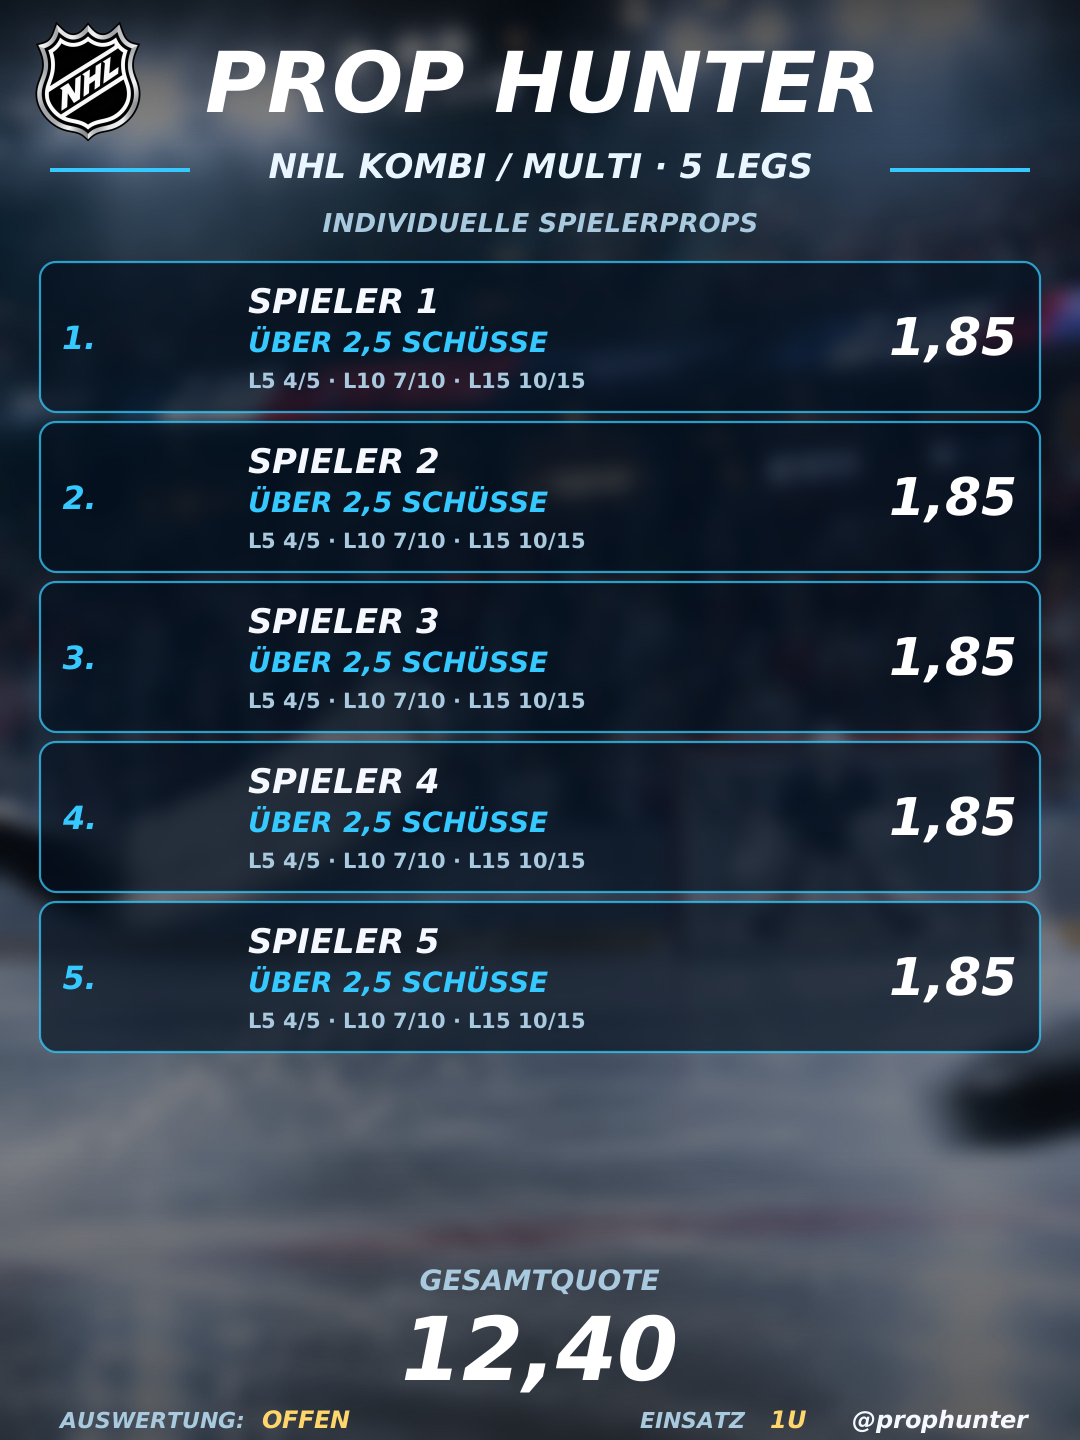 NHL
PROP HUNTER
NHL KOMBI / MULTI · 5 LEGS
INDIVIDUELLE SPIELERPROPS
1.
SPIELER 1
ÜBER 2,5 SCHÜSSE
L5 4/5 · L10 7/10 · L15 10/15
1,85
2.
SPIELER 2
ÜBER 2,5 SCHÜSSE
L5 4/5 · L10 7/10 · L15 10/15
1,85
3.
SPIELER 3
ÜBER 2,5 SCHÜSSE
L5 4/5 · L10 7/10 · L15 10/15
1,85
4.
SPIELER 4
ÜBER 2,5 SCHÜSSE
L5 4/5 · L10 7/10 · L15 10/15
1,85
5.
SPIELER 5
ÜBER 2,5 SCHÜSSE
L5 4/5 · L10 7/10 · L15 10/15
1,85
GESAMTQUOTE
12,40
AUSWERTUNG: OFFEN EINSATZ 1U @prophunter